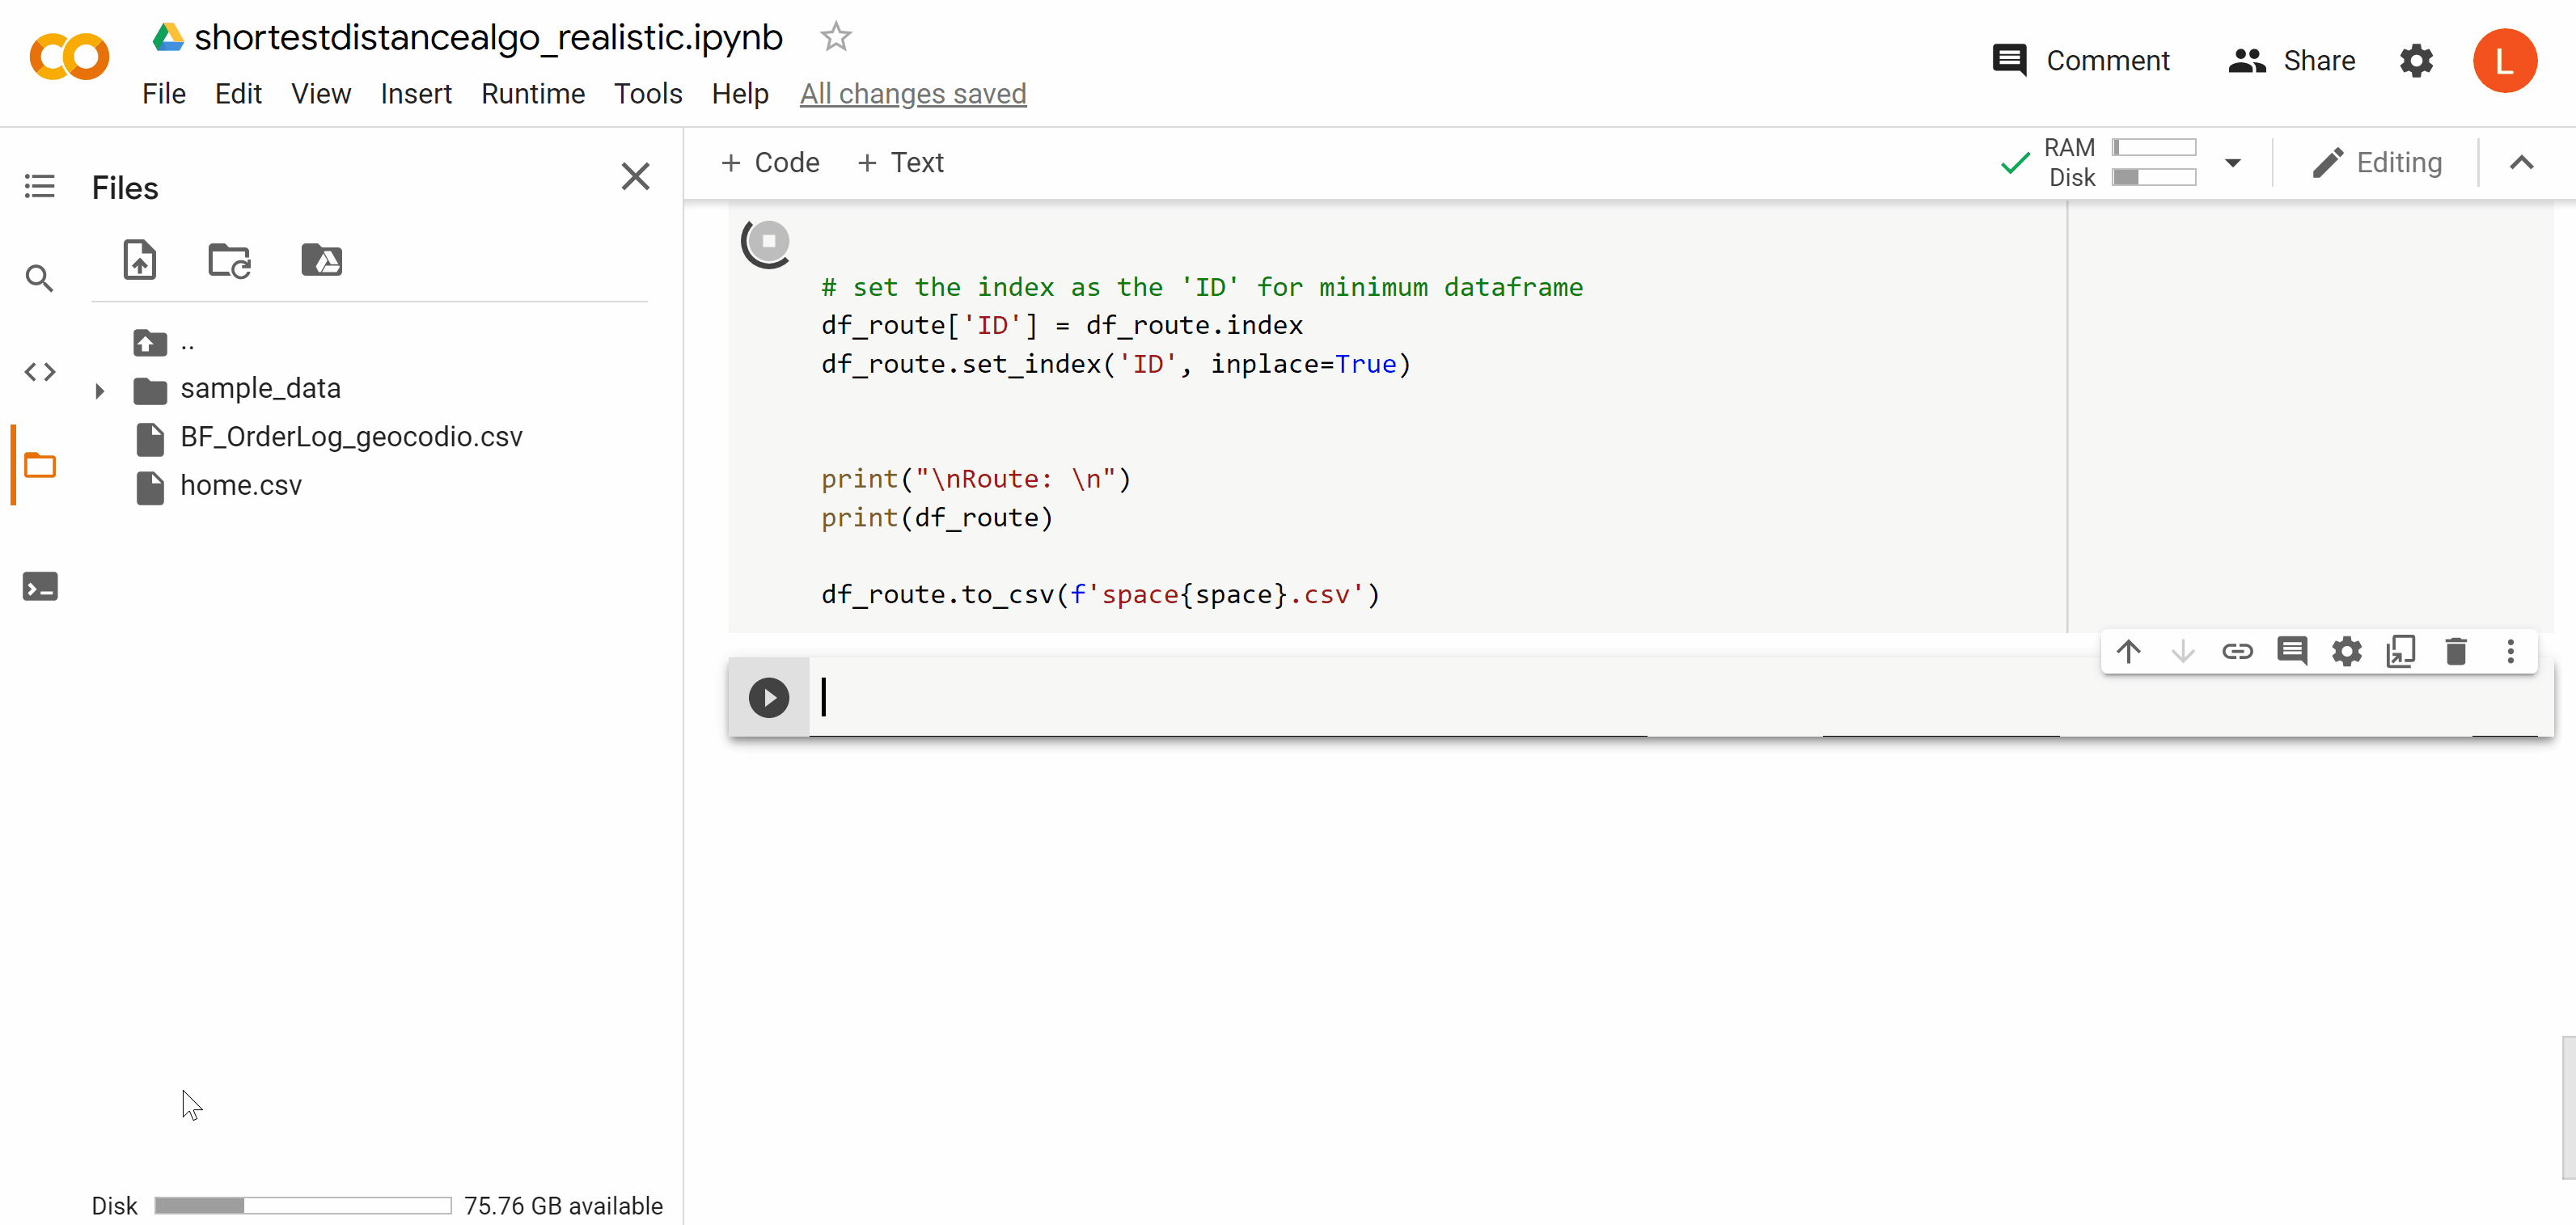 shortestdistancealgo_realistic.ipynb
File Edit View Insert Runtime Tools Help All changes saved
Comment Share L
Files
+ Code + Text
RAM
Disk
Editing
..
sample_data
BF_OrderLog_geocodio.csv
home.csv
# set the index as the 'ID' for minimum dataframe
df_route['ID'] = df_route.index
df_route.set_index('ID', inplace=True)
print("\nRoute: \n")
print(df_route)
df_route.to_csv(f'space{space}.csv')
Disk 75.76 GB available